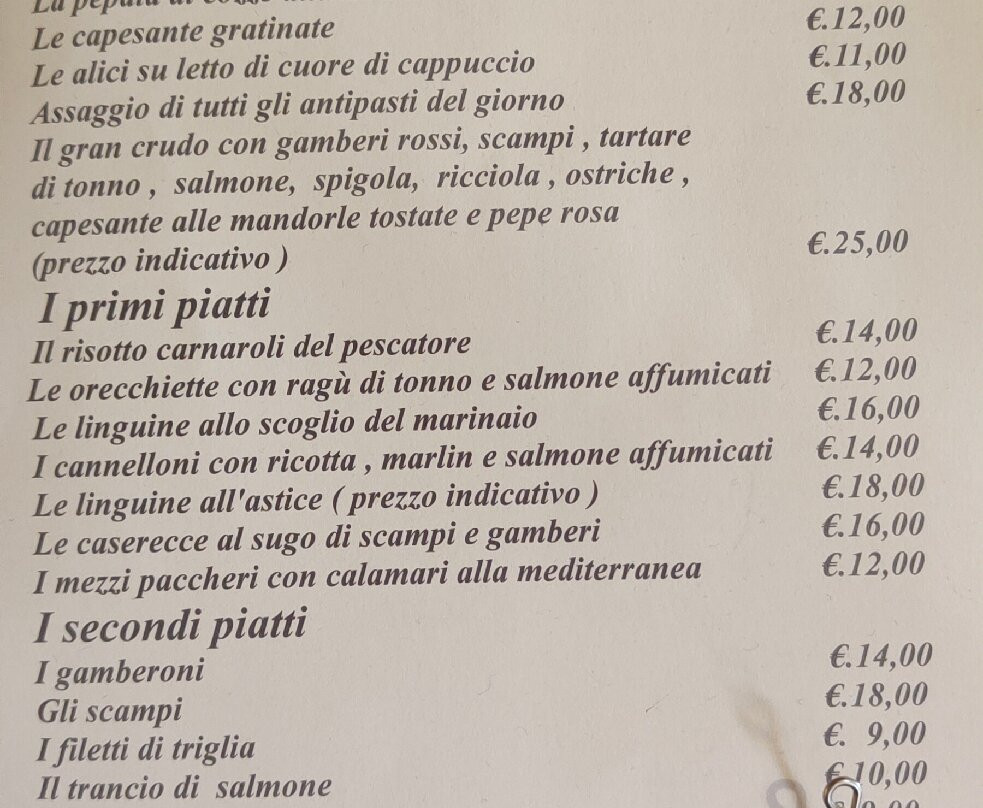 La pepata di cozze
Le capesante gratinate €.12,00
Le alici su letto di cuore di cappuccio €.11,00
Assaggio di tutti gli antipasti del giorno €.18,00
Il gran crudo con gamberi rossi, scampi , tartare
di tonno , salmone, spigola, ricciola , ostriche ,
capesante alle mandorle tostate e pepe rosa
(prezzo indicativo ) €.25,00
I primi piatti
Il risotto carnaroli del pescatore €.14,00
Le orecchiette con ragù di tonno e salmone affumicati €.12,00
Le linguine allo scoglio del marinaio €.16,00
I cannelloni con ricotta , marlin e salmone affumicati €.14,00
Le linguine all'astice ( prezzo indicativo ) €.18,00
Le caserecce al sugo di scampi e gamberi €.16,00
I mezzi paccheri con calamari alla mediterranea €.12,00
I secondi piatti
I gamberoni €.14,00
Gli scampi €.18,00
I filetti di triglia €. 9,00
Il trancio di salmone €.10,00